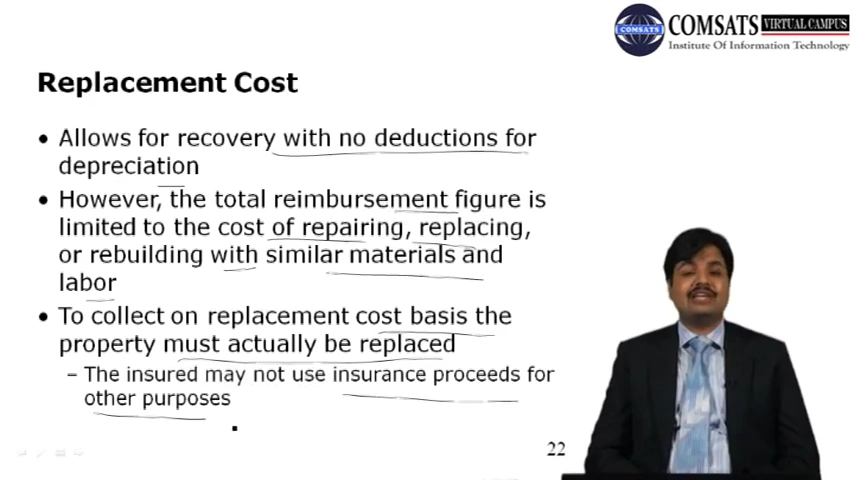 COMSATS VIRTUAL CAMPUS
COMSATS
Institute Of Information Technology
Replacement Cost
• Allows for recovery with no deductions for
depreciation
• However, the total reimbursement figure is
limited to the cost of repairing, replacing,
or rebuilding with similar materials and
labor
• To collect on replacement cost basis the
property must actually be replaced
– The insured may not use insurance proceeds for
other purposes
22